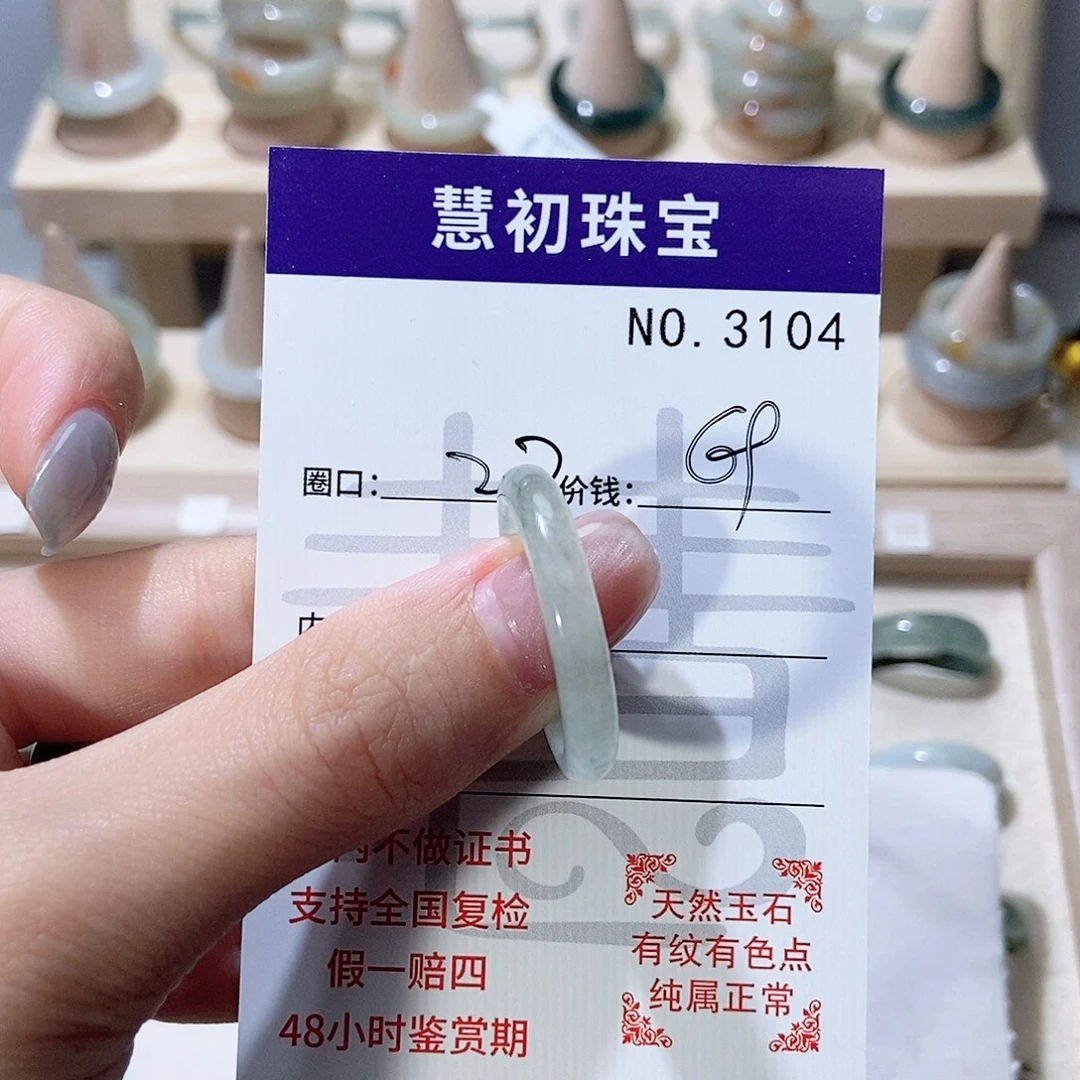 慧初珠宝
NO. 3104
圈口:
价钱: 69
内不做证书
支持全国复检
假一赔四
48小时鉴赏期
天然玉石
有纹有色点
纯属正常